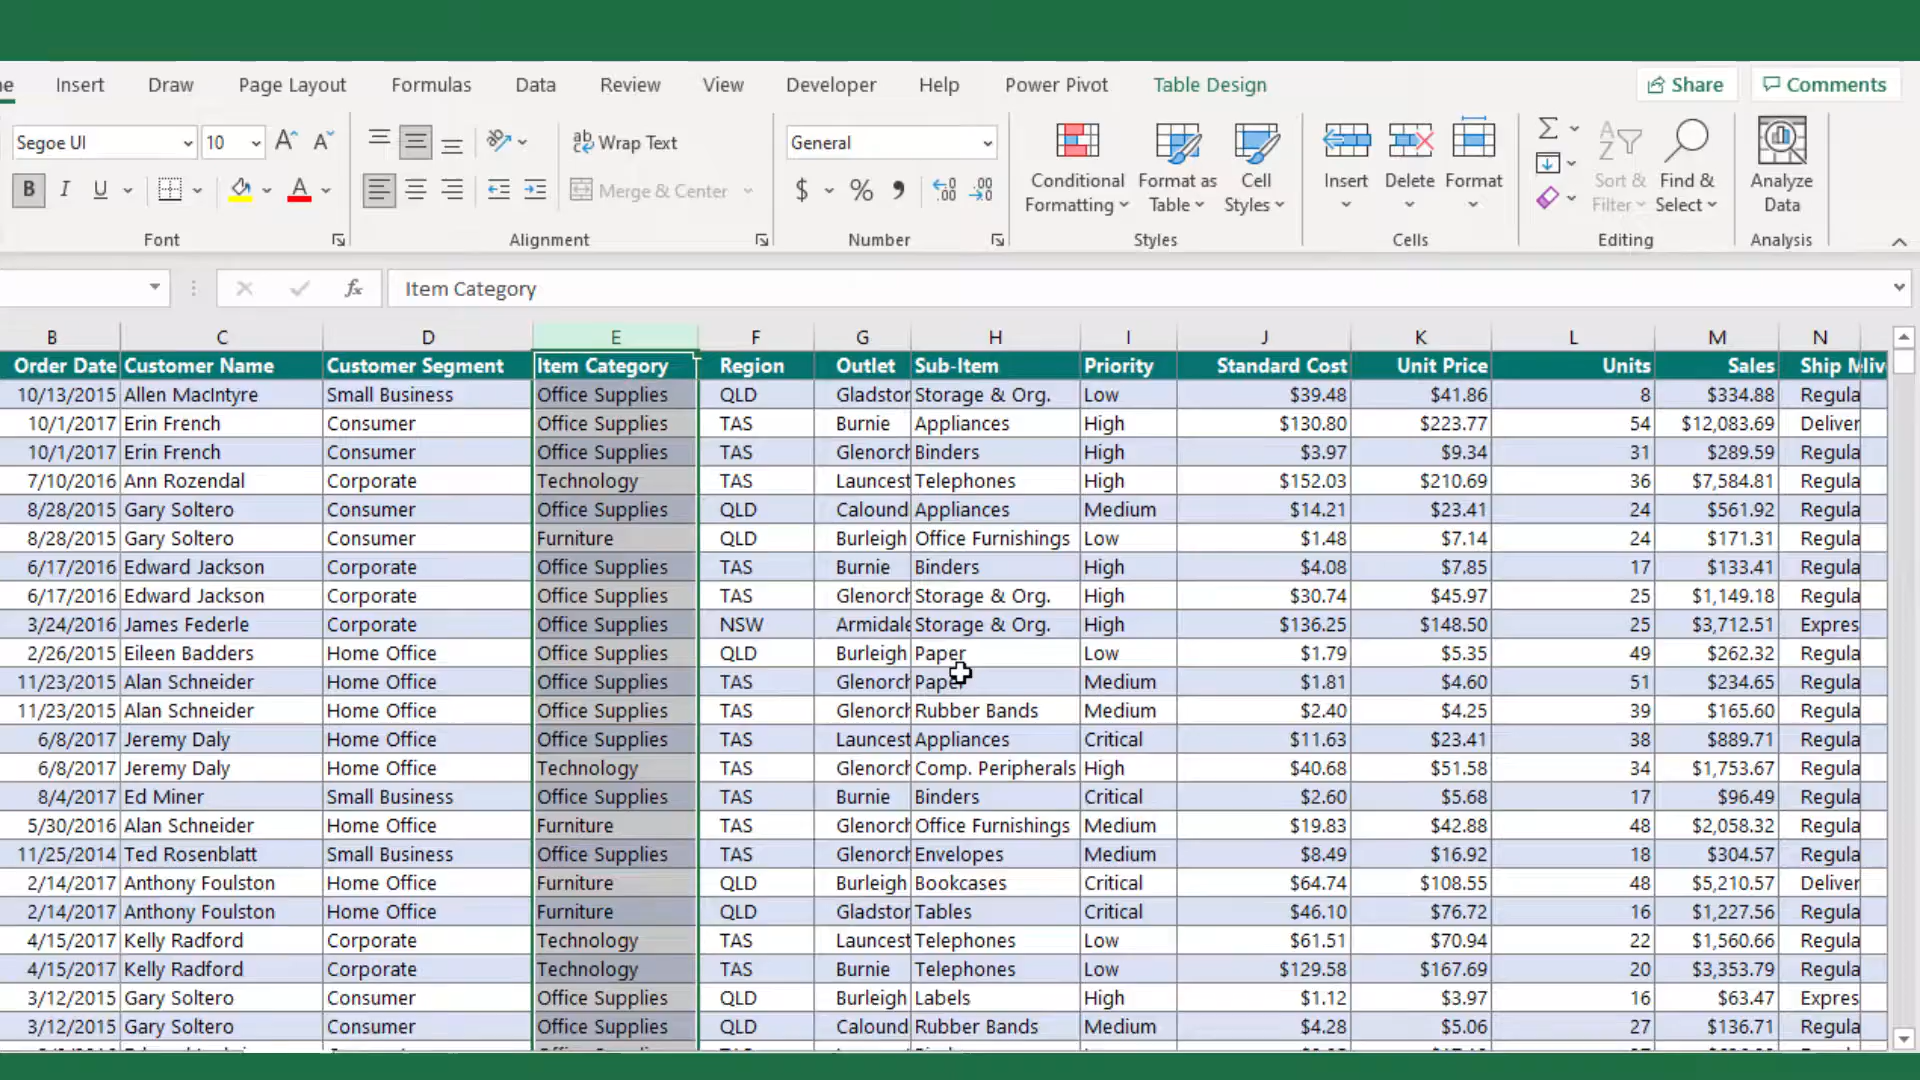 ne Insert Draw Page Layout Formulas Data Review View Developer Help Power Pivot Table Design Share Comments
Segoe UI 10 A A ab Wrap Text General
Conditional Formatting Format as Table Cell Styles Insert Delete Format Sort & Filter Find & Select Analyze Data
B I U A Merge & Center $ %
Font Alignment Number Styles Cells Editing Analysis
fx Item Category
B C D E F G H I J K L M N
Order Date Customer Name Customer Segment Item Category Region Outlet Sub-Item Priority Standard Cost Unit Price Units Sales Ship M live
10/13/2015 Allen MacIntyre Small Business Office Supplies QLD Gladstor Storage & Org. Low $39.48 $41.86 8 $334.88 Regula
10/1/2017 Erin French Consumer Office Supplies TAS Burnie Appliances High $130.80 $223.77 54 $12,083.69 Deliver
10/1/2017 Erin French Consumer Office Supplies TAS Glenorch Binders High $3.97 $9.34 31 $289.59 Regula
7/10/2016 Ann Rozendal Corporate Technology TAS Launcest Telephones High $152.03 $210.69 36 $7,584.81 Regula
8/28/2015 Gary Soltero Consumer Office Supplies QLD Calound Appliances Medium $14.21 $23.41 24 $561.92 Regula
8/28/2015 Gary Soltero Consumer Furniture QLD Burleigh Office Furnishings Low $1.48 $7.14 24 $171.31 Regula
6/17/2016 Edward Jackson Corporate Office Supplies TAS Burnie Binders High $4.08 $7.85 17 $133.41 Regula
6/17/2016 Edward Jackson Corporate Office Supplies TAS Glenorch Storage & Org. High $30.74 $45.97 25 $1,149.18 Regula
3/24/2016 James Federle Corporate Office Supplies NSW Armidale Storage & Org. High $136.25 $148.50 25 $3,712.51 Expres
2/26/2015 Eileen Badders Home Office Office Supplies QLD Burleigh Paper Low $1.79 $5.35 49 $262.32 Regula
11/23/2015 Alan Schneider Home Office Office Supplies TAS Glenorch Paper Medium $1.81 $4.60 51 $234.65 Regula
11/23/2015 Alan Schneider Home Office Office Supplies TAS Glenorch Rubber Bands Medium $2.40 $4.25 39 $165.60 Regula
6/8/2017 Jeremy Daly Home Office Office Supplies TAS Launcest Appliances Critical $11.63 $23.41 38 $889.71 Regula
6/8/2017 Jeremy Daly Home Office Technology TAS Glenorch Comp. Peripherals High $40.68 $51.58 34 $1,753.67 Regula
8/4/2017 Ed Miner Small Business Office Supplies TAS Burnie Binders Critical $2.60 $5.68 17 $96.49 Regula
5/30/2016 Alan Schneider Home Office Furniture TAS Glenorch Office Furnishings Medium $19.83 $42.88 48 $2,058.32 Regula
11/25/2014 Ted Rosenblatt Small Business Office Supplies TAS Glenorch Envelopes Medium $8.49 $16.92 18 $304.57 Regula
2/14/2017 Anthony Foulston Home Office Furniture QLD Burleigh Bookcases Critical $64.74 $108.55 48 $5,210.57 Deliver
2/14/2017 Anthony Foulston Home Office Furniture QLD Gladstor Tables Critical $46.10 $76.72 16 $1,227.56 Regula
4/15/2017 Kelly Radford Corporate Technology TAS Launcest Telephones Low $61.51 $70.94 22 $1,560.66 Regula
4/15/2017 Kelly Radford Corporate Technology TAS Burnie Telephones Low $129.58 $167.69 20 $3,353.79 Regula
3/12/2015 Gary Soltero Consumer Office Supplies QLD Burleigh Labels High $1.12 $3.97 16 $63.47 Expres
3/12/2015 Gary Soltero Consumer Office Supplies QLD Calound Rubber Bands Medium $4.28 $5.06 27 $136.71 Regula